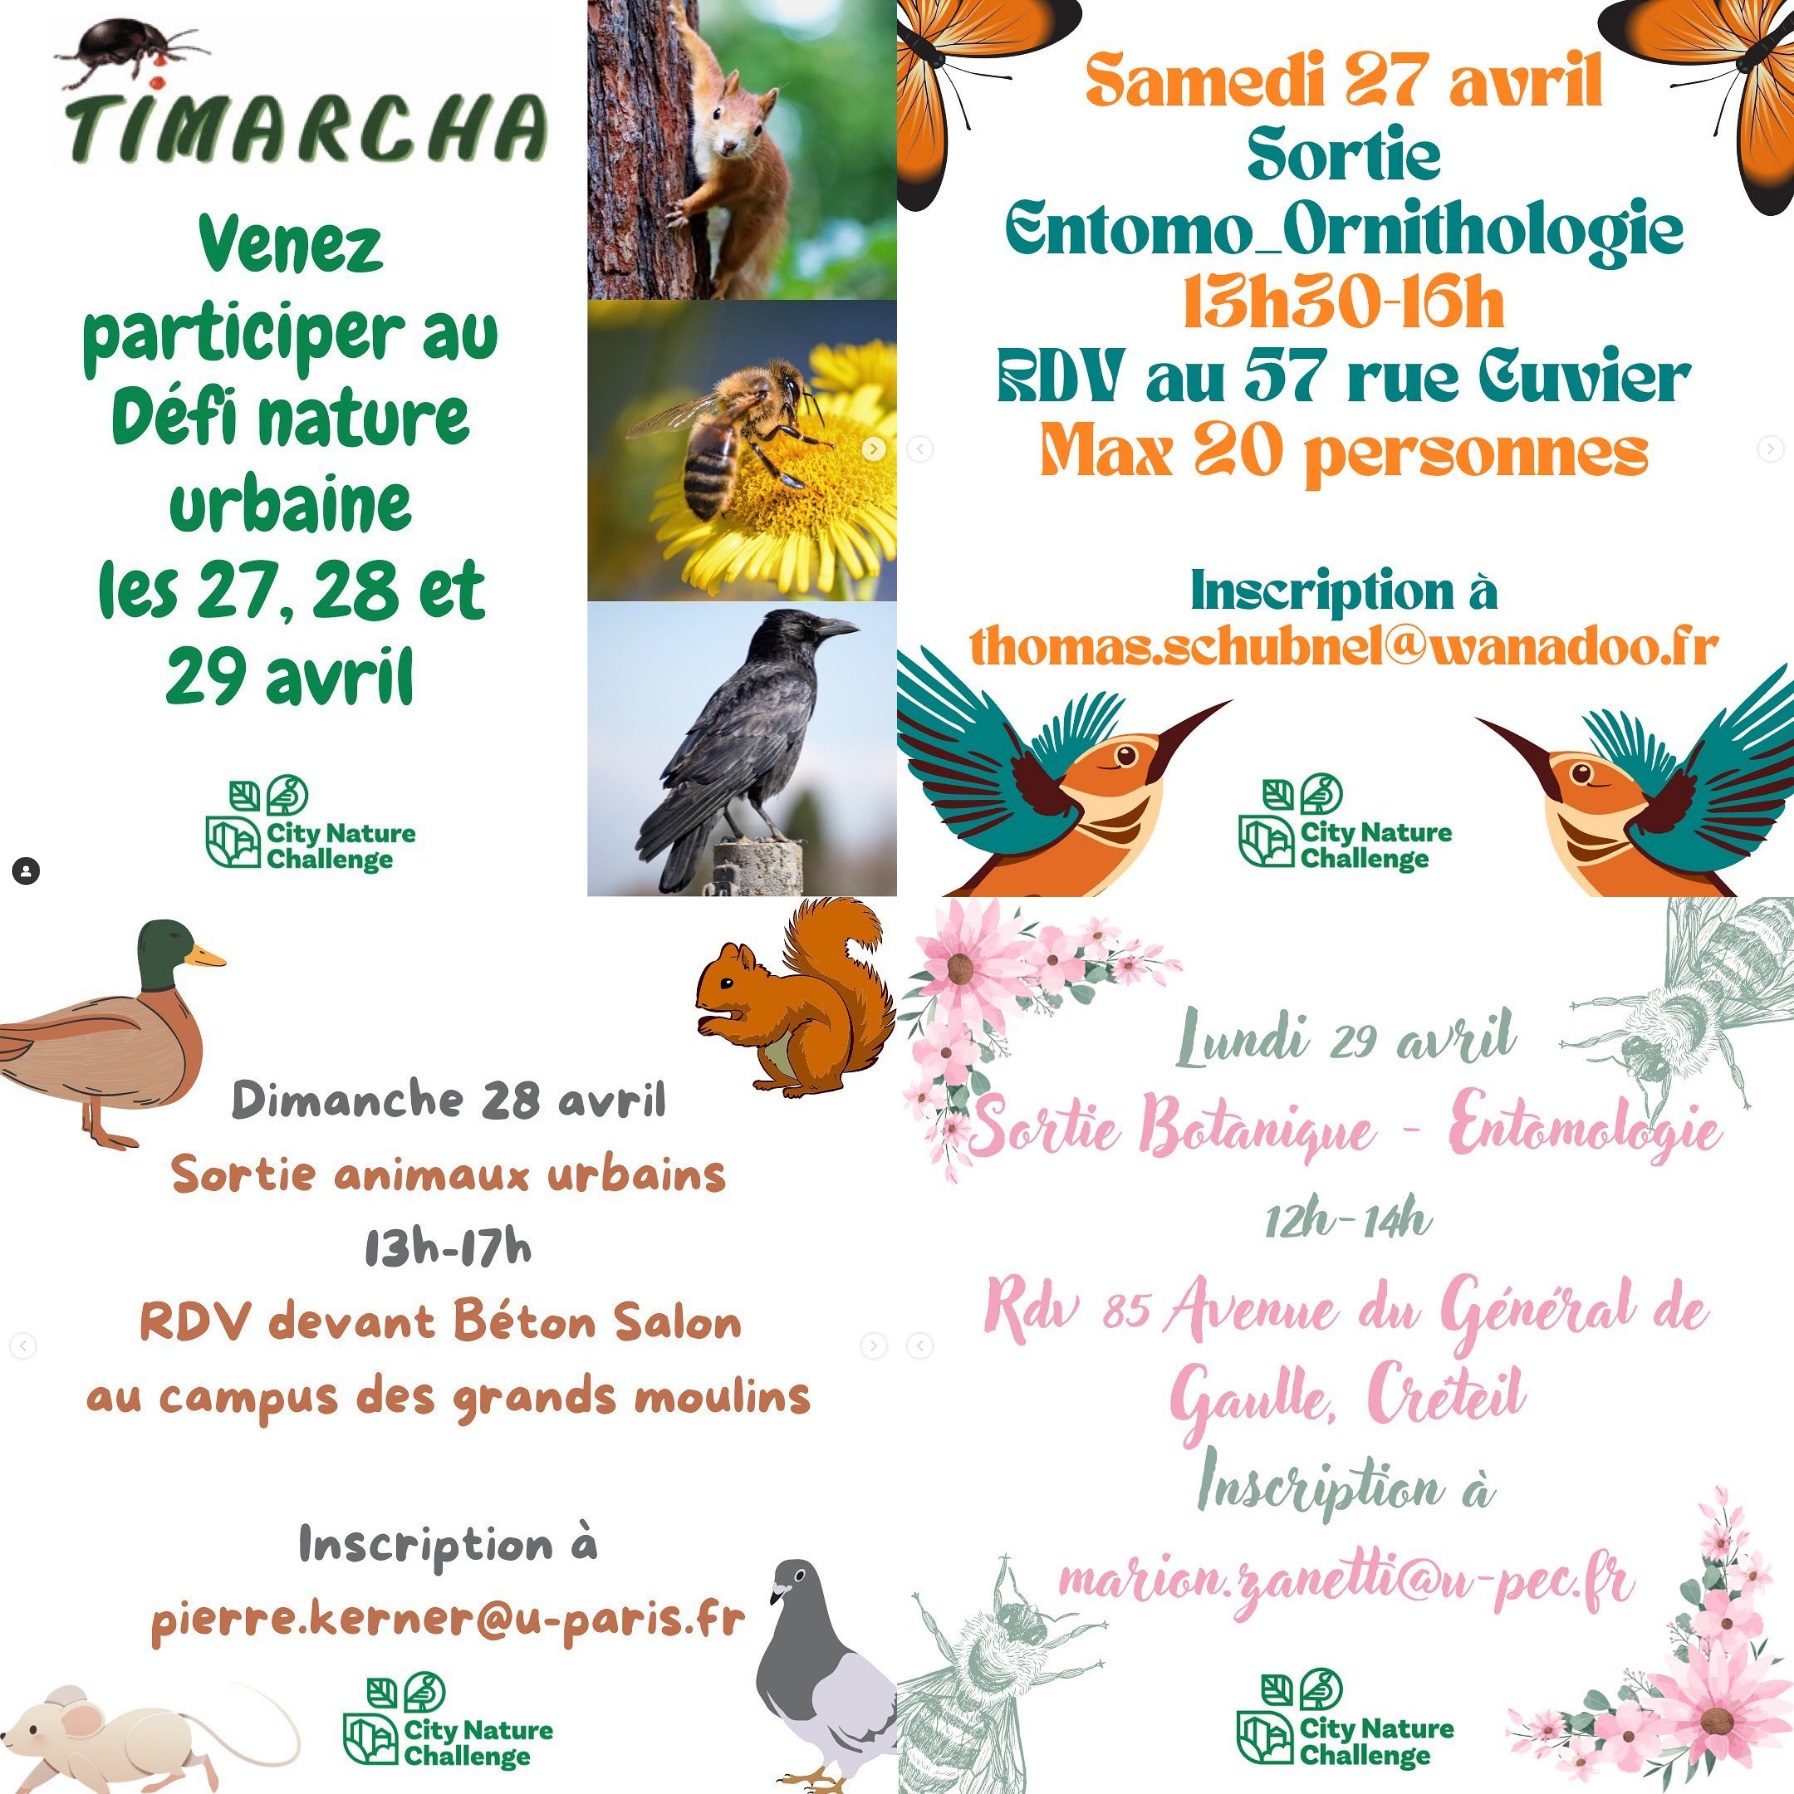 TIMARCHA
Venez
participer au
Défi nature
urbaine
les 27, 28 et
29 avril
City Nature
Challenge
Samedi 27 avril
Sortie
Entomo_Ornithologie
13h30-16h
RDV au 57 rue Cuvier
Max 20 personnes
Inscription à
thomas.schubnel@wanadoo.fr
City Nature
Challenge
Dimanche 28 avril
Sortie animaux urbains
13h-17h
RDV devant Béton Salon
au campus des grands moulins
Inscription à
pierre.kerner@u-paris.fr
City Nature
Challenge
Lundi 29 avril
Sortie Botanique - Entomologie
12h-14h
Rdv 85 Avenue du Général de
Gaulle, Créteil
Inscription à
marion.zanetti@u-pec.fr
City Nature
Challenge